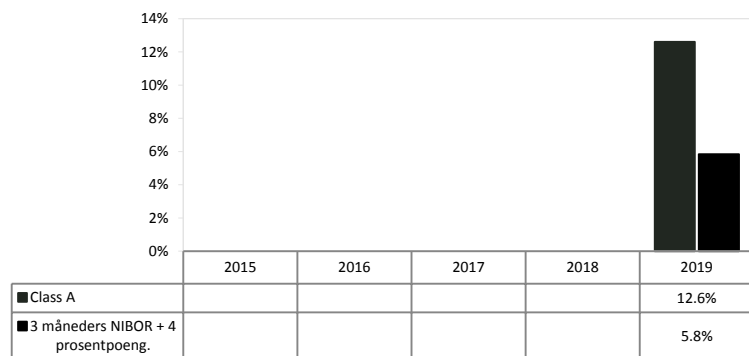 14%
12%
10%
8%
6%
4%
2%
0%
2015 2016 2017 2018 2019
Class A 12.6%
3 måneders NIBOR + 4
prosentpoeng. 5.8%